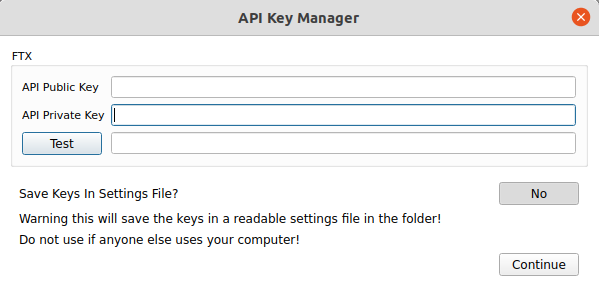 API Key Manager
FTX
API Public Key
API Private Key
Test
Save Keys In Settings File?
No
Warning this will save the keys in a readable settings file in the folder!
Do not use if anyone else uses your computer!
Continue